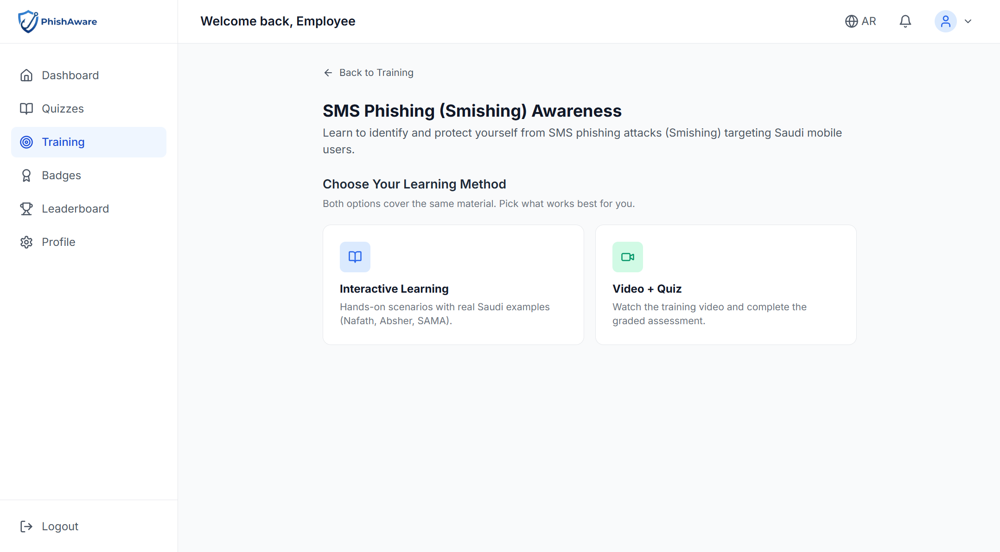 PhishAware
Welcome back, Employee
AR
Dashboard
Quizzes
Training
Badges
Leaderboard
Profile
Logout
Back to Training
SMS Phishing (Smishing) Awareness
Learn to identify and protect yourself from SMS phishing attacks (Smishing) targeting Saudi mobile
users.
Choose Your Learning Method
Both options cover the same material. Pick what works best for you.
Interactive Learning
Hands-on scenarios with real Saudi examples
(Nafath, Absher, SAMA).
Video + Quiz
Watch the training video and complete the
graded assessment.